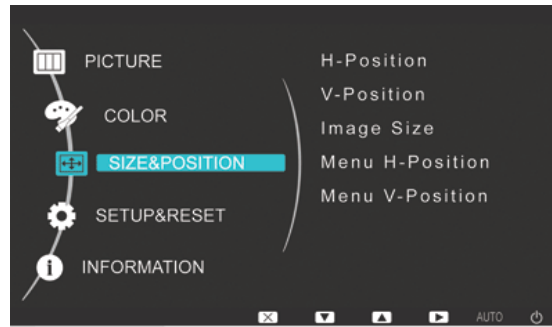 PICTURE
COLOR
SIZE&POSITION
SETUP&RESET
INFORMATION
H-Position
V-Position
Image Size
Menu H-Position
Menu V-Position
AUTO